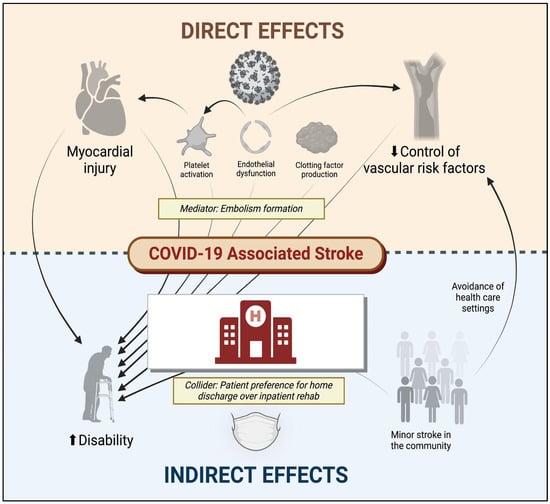 DIRECT EFFECTS
Myocardial
injury
Platelet
activation
Endothelial
dysfunction
Clotting factor
production
⬇Control of
vascular risk factors
Mediator: Embolism formation
COVID-19 Associated Stroke
Avoidance of
health care
settings
H
Collider: Patient preference for home
discharge over inpatient rehab
⬆Disability
Minor stroke in
the community
INDIRECT EFFECTS